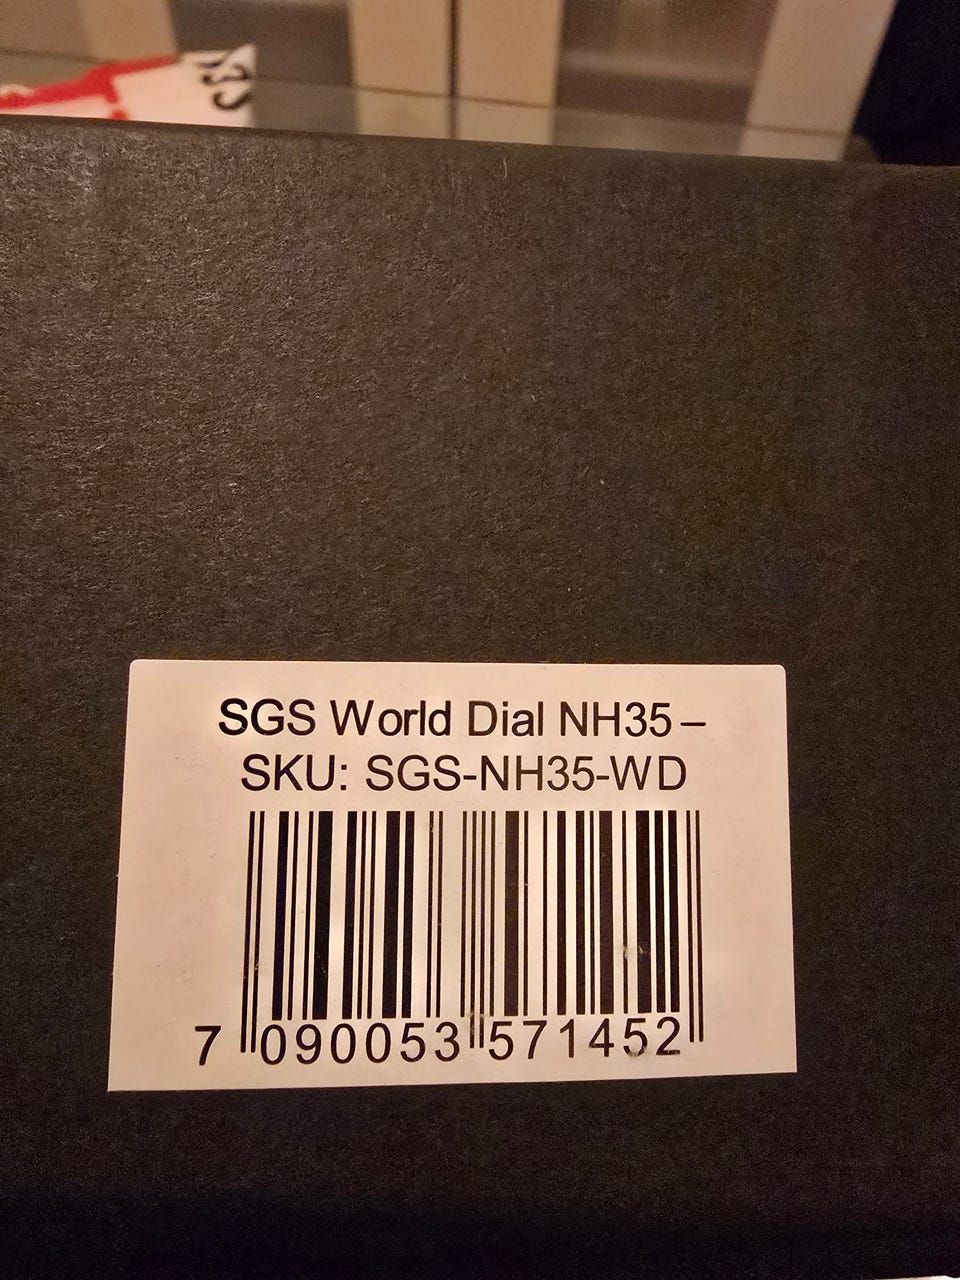 SGS World Dial NH35 –
SKU: SGS-NH35-WD
7 090053 571452